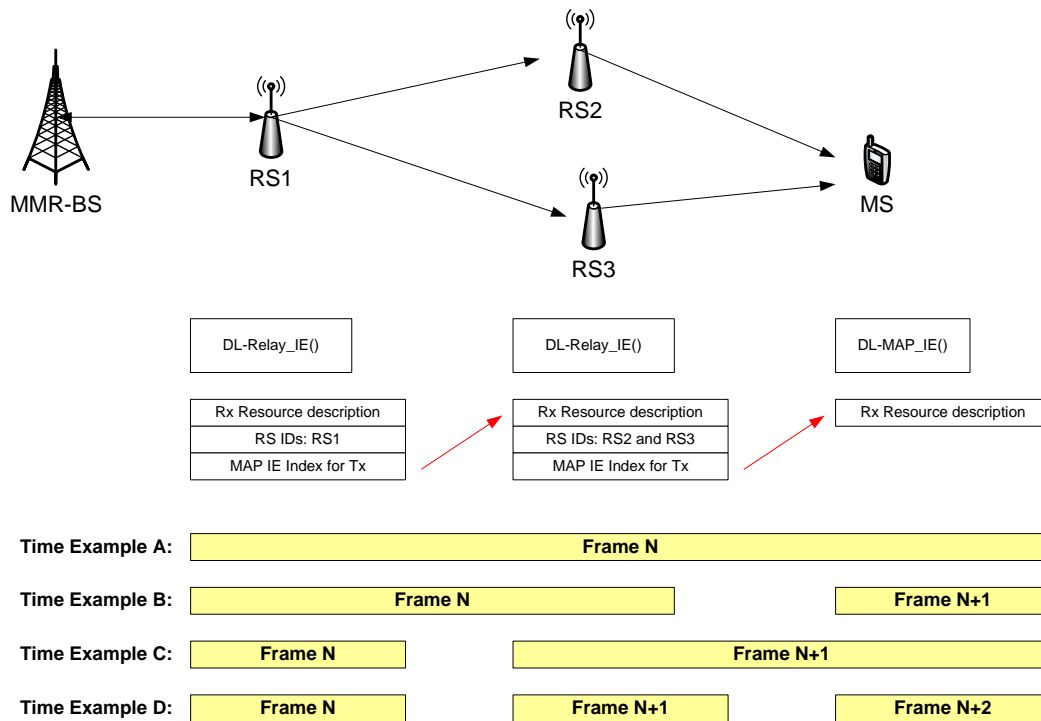 RS2
RS1
MMR-BS
MS
RS3
DL-Relay_IE()
DL-Relay_IE()
DL-MAP_IE()
Rx Resource description
RS IDs: RS1
MAP IE Index for Tx
Rx Resource description
RS IDs: RS2 and RS3
MAP IE Index for Tx
Rx Resource description
Time Example A:
Frame N
Time Example B:
Frame N
Frame N+1
Time Example C:
Frame N
Frame N+1
Time Example D:
Frame N
Frame N+1
Frame N+2